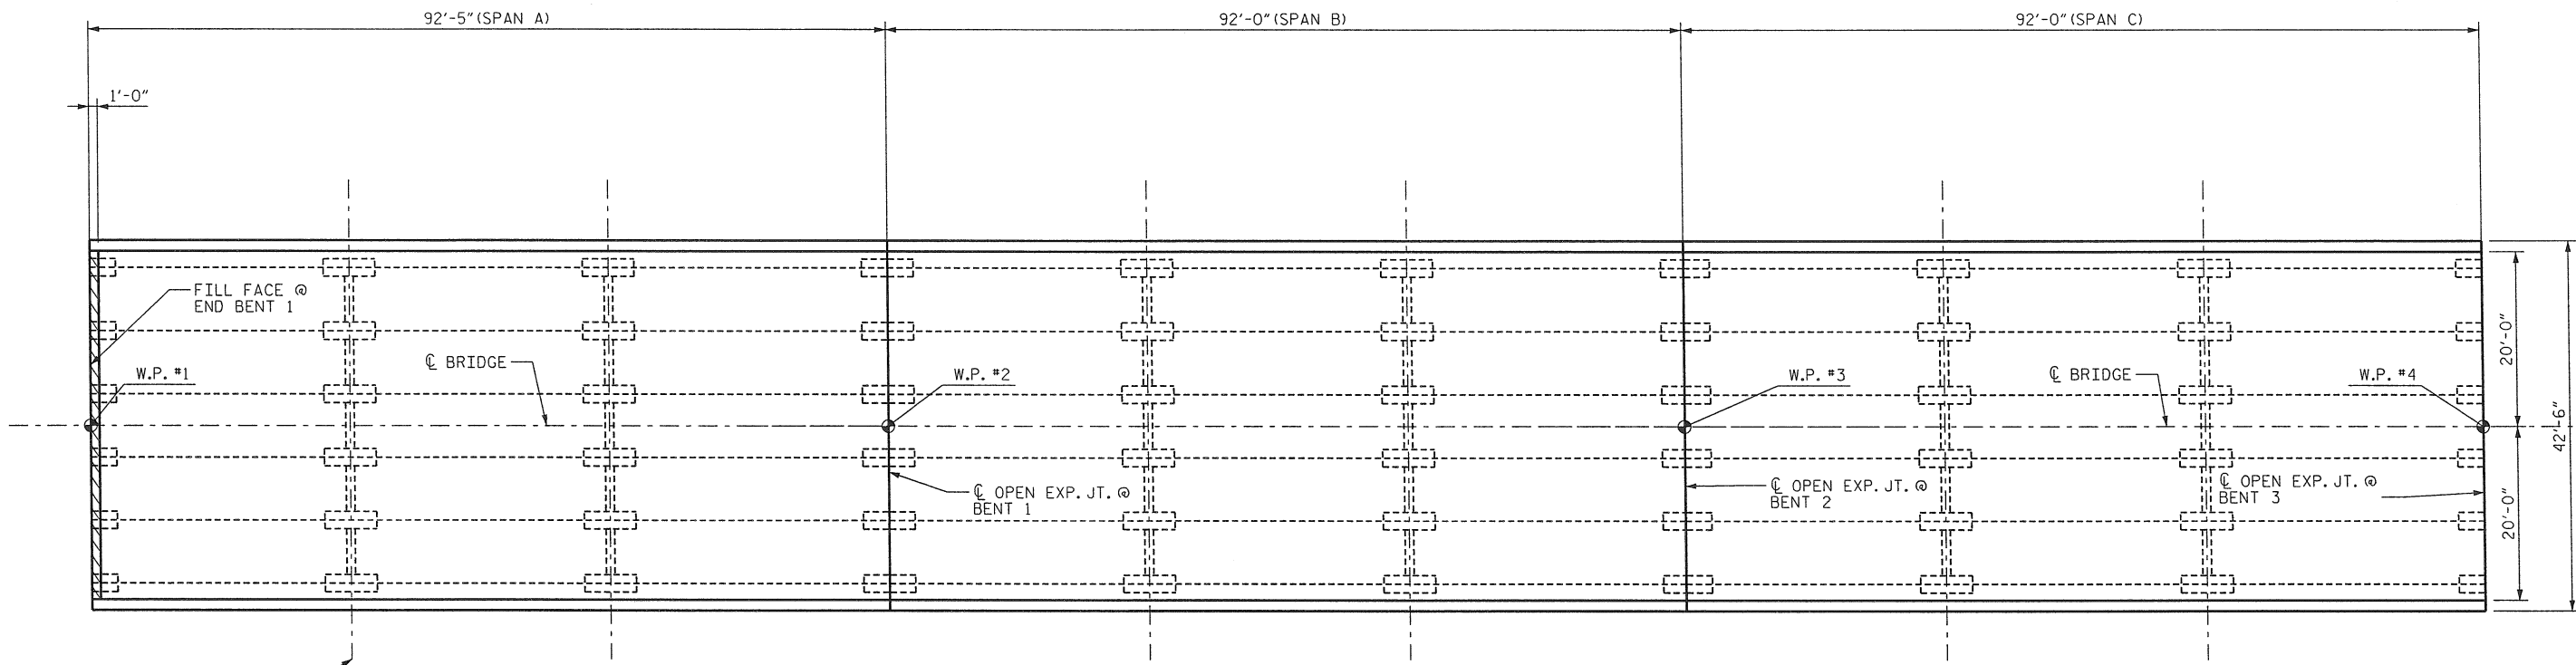 92'-5" (SPAN A)
92'-0" (SPAN B)
92'-0" (SPAN C)
1'-0"
FILL FACE @
END BENT 1
W.P. #1
℄ BRIDGE
W.P. #2
W.P. #3
℄ BRIDGE
W.P. #4
℄ OPEN EXP. JT. @
BENT 1
℄ OPEN EXP. JT. @
BENT 2
℄ OPEN EXP. JT. @
BENT 3
20'-0"
20'-0"
42'-6"